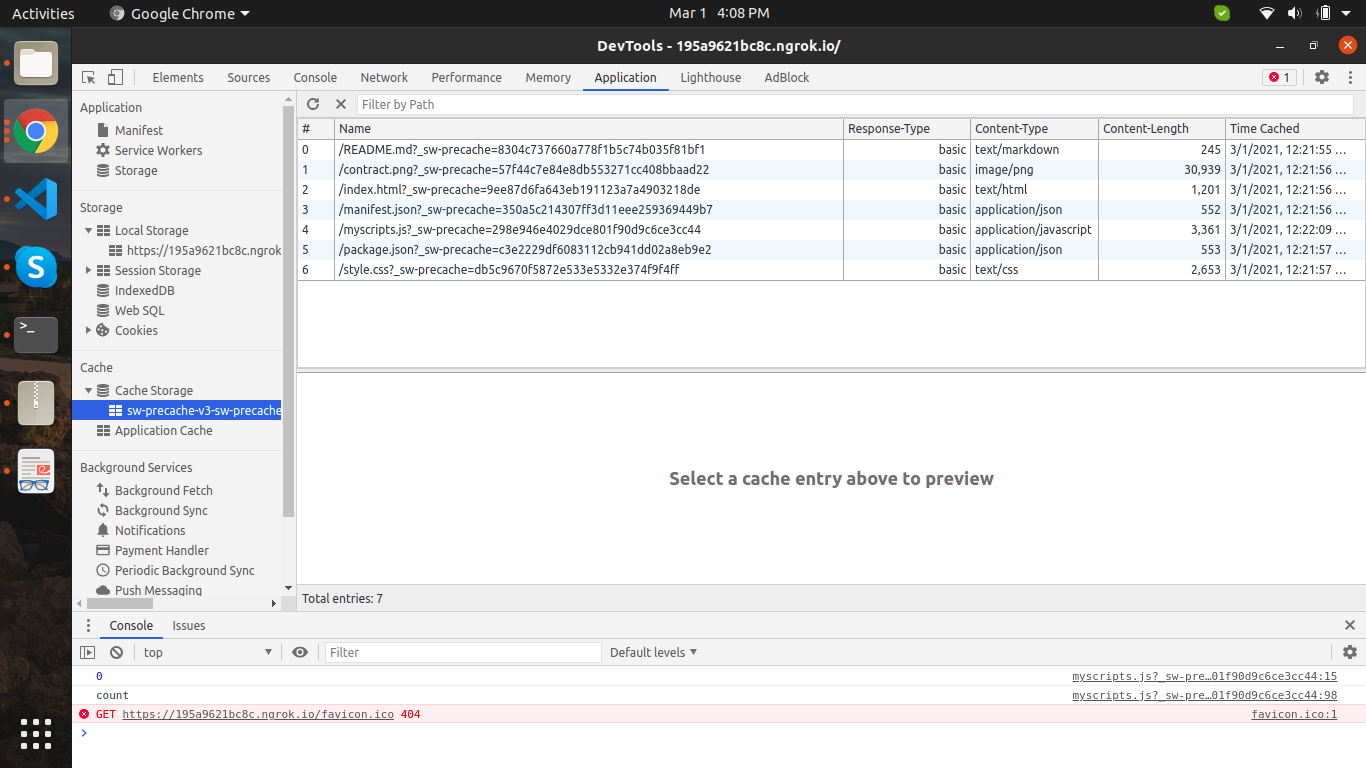 Activities
Google Chrome
Mar 1 4:08 PM
DevTools - 195a9621bc8c.ngrok.io/
Elements
Sources
Console
Network
Performance
Memory
Application
Lighthouse
AdBlock
1
Application
Manifest
Service Workers
Storage
Storage
Local Storage
https://195a9621bc8c.ngrok
Session Storage
IndexedDB
Web SQL
Cookies
Cache
Cache Storage
sw-precache-v3-sw-precache
Application Cache
Background Services
Background Fetch
Background Sync
Notifications
Payment Handler
Periodic Background Sync
Push Messaging
Filter by Path
# Name Response-Type Content-Type Content-Length Time Cached
0 /README.md?_sw-precache=8304c737660a778f1b5c74b035f81bf1 basic text/markdown 245 3/1/2021, 12:21:55 ...
1 /contract.png?_sw-precache=57f44c7e84e8db553271cc408bbaad22 basic image/png 30,939 3/1/2021, 12:21:56 ...
2 /index.html?_sw-precache=9ee87d6fa643eb191123a7a4903218de basic text/html 1,201 3/1/2021, 12:21:56 ...
3 /manifest.json?_sw-precache=350a5c214307ff3d11eee259369449b7 basic application/json 552 3/1/2021, 12:21:56 ...
4 /myscripts.js?_sw-precache=298e946e4029dce801f90d9c6ce3cc44 basic application/javascript 3,361 3/1/2021, 12:22:09 ...
5 /package.json?_sw-precache=c3e2229df6083112cb941dd02a8eb9e2 basic application/json 553 3/1/2021, 12:21:57 ...
6 /style.css?_sw-precache=db5c9670f5872e533e5332e374f9f4ff basic text/css 2,653 3/1/2021, 12:21:57 ...
Select a cache entry above to preview
Total entries: 7
Console
Issues
top
Filter
Default levels
0 myscripts.js?_sw-pre…01f90d9c6ce3cc44:15
count myscripts.js?_sw-pre…01f90d9c6ce3cc44:98
GET https://195a9621bc8c.ngrok.io/favicon.ico 404 favicon.ico:1
>